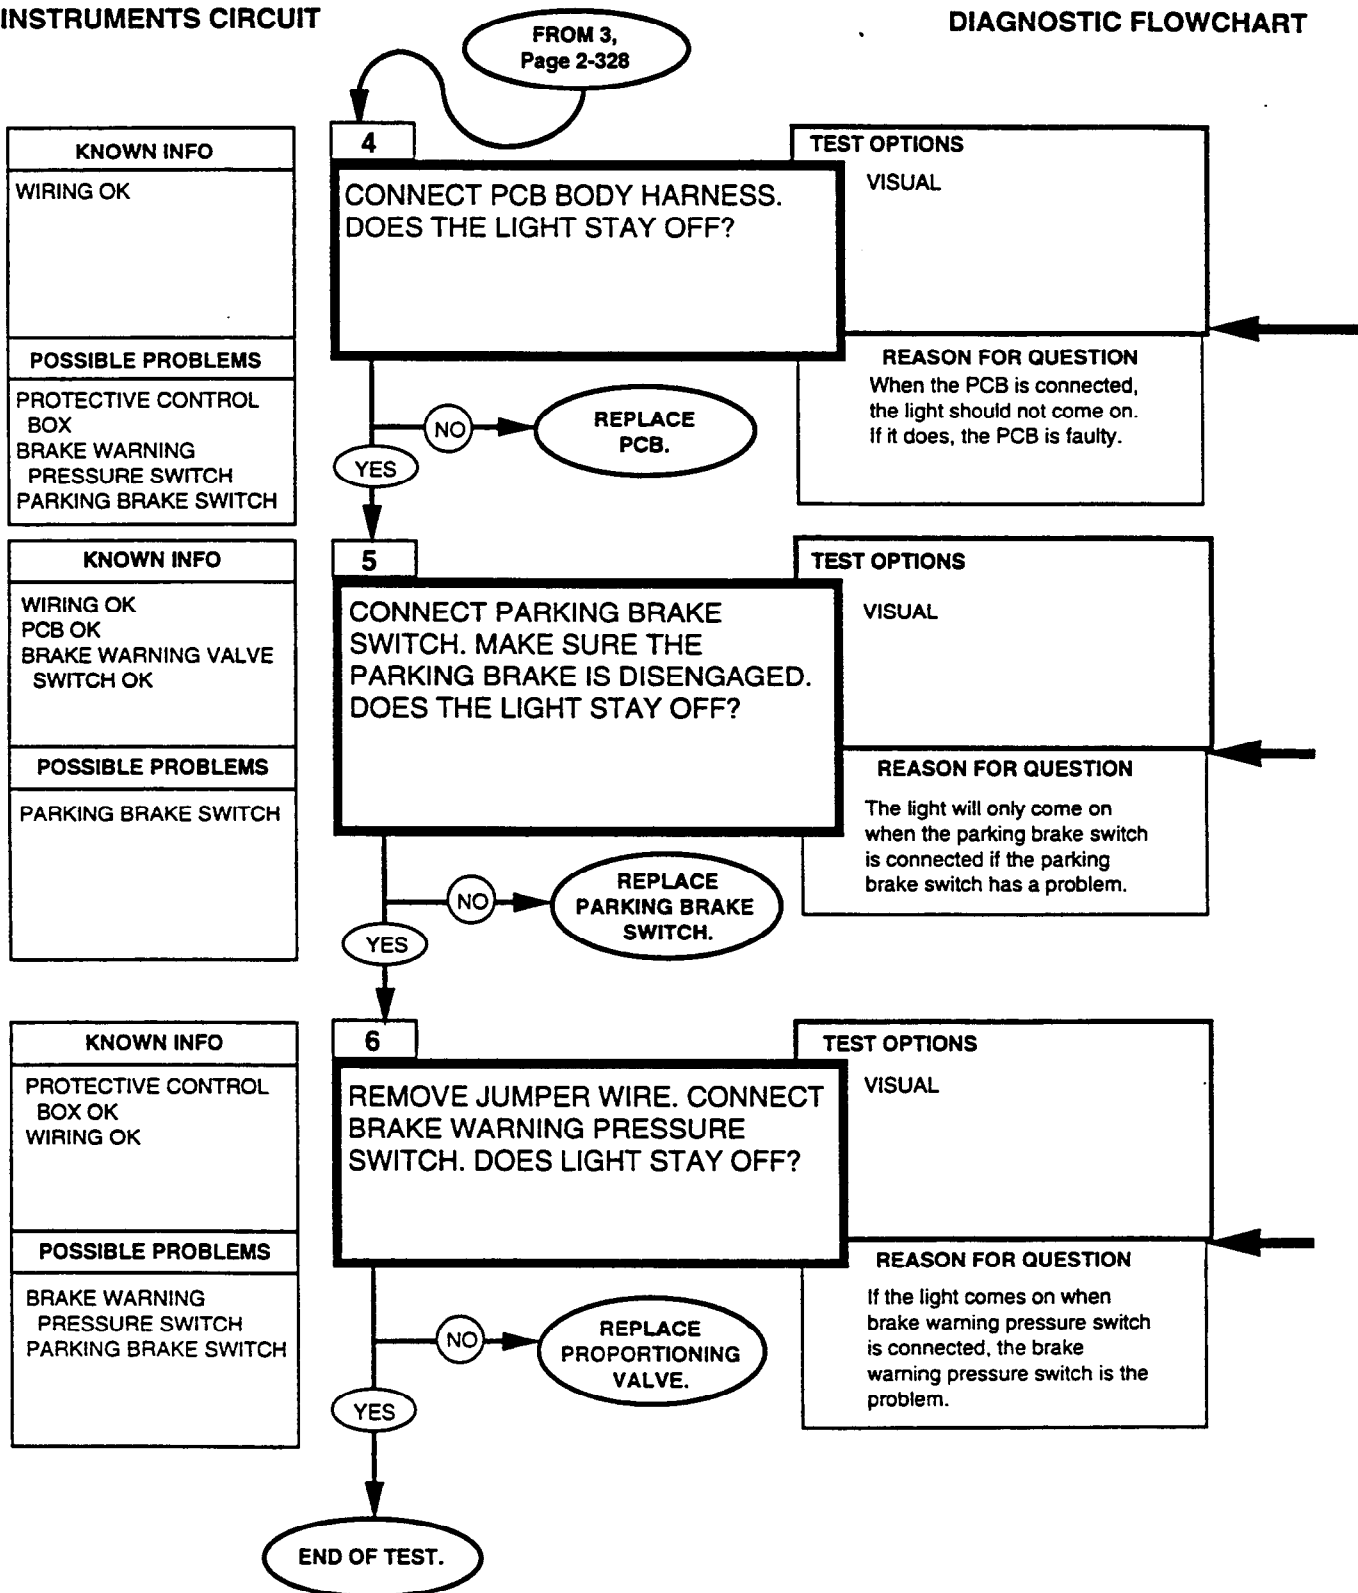 INSTRUMENTS CIRCUIT
DIAGNOSTIC FLOWCHART
FROM 3,
Page 2-328
KNOWN INFO
WIRING OK
POSSIBLE PROBLEMS
PROTECTIVE CONTROL
BOX
BRAKE WARNING
PRESSURE SWITCH
PARKING BRAKE SWITCH
4
CONNECT PCB BODY HARNESS.
DOES THE LIGHT STAY OFF?
TEST OPTIONS
VISUAL
REASON FOR QUESTION
When the PCB is connected,
the light should not come on.
If it does, the PCB is faulty.
NO
REPLACE
PCB.
YES
KNOWN INFO
WIRING OK
PCB OK
BRAKE WARNING VALVE
SWITCH OK
POSSIBLE PROBLEMS
PARKING BRAKE SWITCH
5
CONNECT PARKING BRAKE
SWITCH. MAKE SURE THE
PARKING BRAKE IS DISENGAGED.
DOES THE LIGHT STAY OFF?
TEST OPTIONS
VISUAL
REASON FOR QUESTION
The light will only come on
when the parking brake switch
is connected if the parking
brake switch has a problem.
NO
REPLACE
PARKING BRAKE
SWITCH.
YES
KNOWN INFO
PROTECTIVE CONTROL
BOX OK
WIRING OK
POSSIBLE PROBLEMS
BRAKE WARNING
PRESSURE SWITCH
PARKING BRAKE SWITCH
6
REMOVE JUMPER WIRE. CONNECT
BRAKE WARNING PRESSURE
SWITCH. DOES LIGHT STAY OFF?
TEST OPTIONS
VISUAL
REASON FOR QUESTION
If the light comes on when
brake warning pressure switch
is connected, the brake
warning pressure switch is the
problem.
NO
REPLACE
PROPORTIONING
VALVE.
YES
END OF TEST.